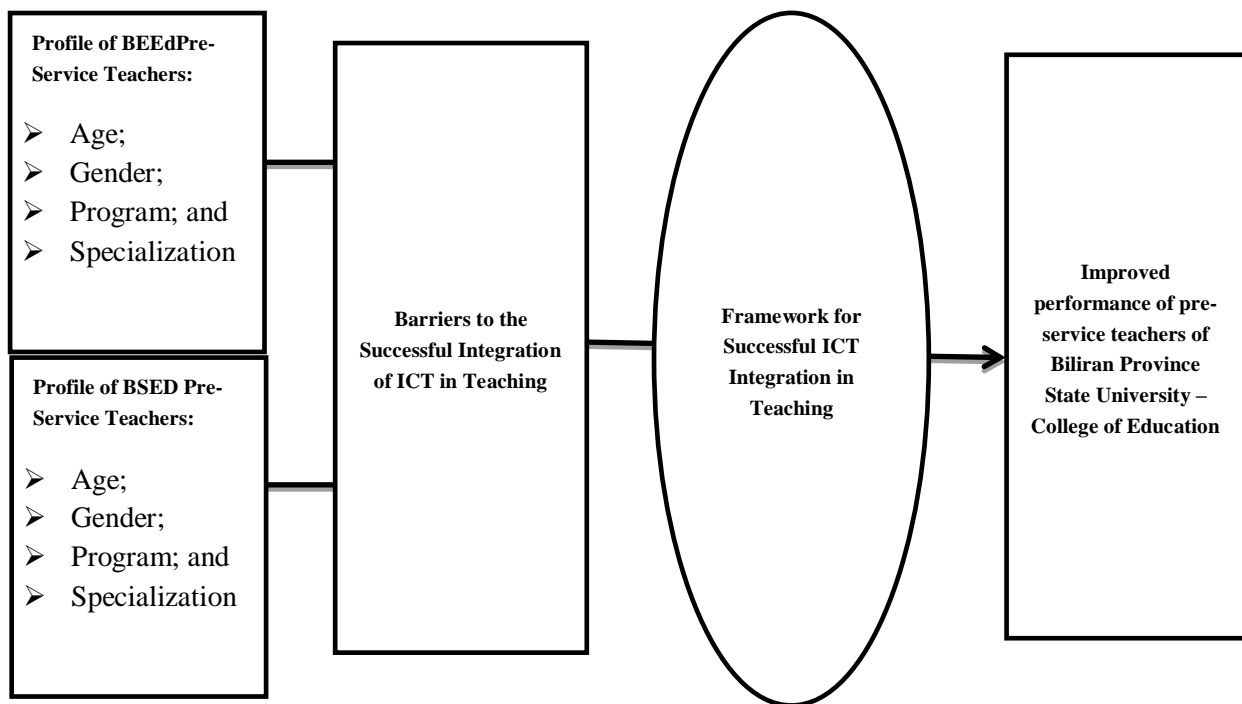 Profile of BEEdPre-
Service Teachers:
➢ Age;
➢ Gender;
➢ Program; and
➢ Specialization
Profile of BSED Pre-
Service Teachers:
➢ Age;
➢ Gender;
➢ Program; and
➢ Specialization
Barriers to the
Successful Integration
of ICT in Teaching
Framework for
Successful ICT
Integration in
Teaching
Improved
performance of pre-
service teachers of
Biliran Province
State University –
College of Education